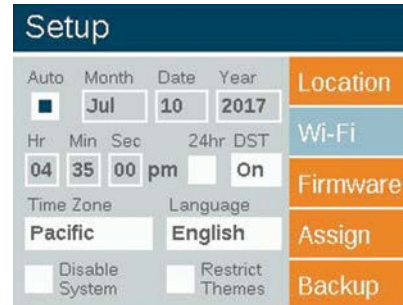 Setup
Auto Month Date Year
Jul 10 2017
Hr Min Sec 24hr DST
04 35 00 pm On
Time Zone Language
Pacific English
Disable System Restrict Themes
Location
Wi-Fi
Firmware
Assign
Backup